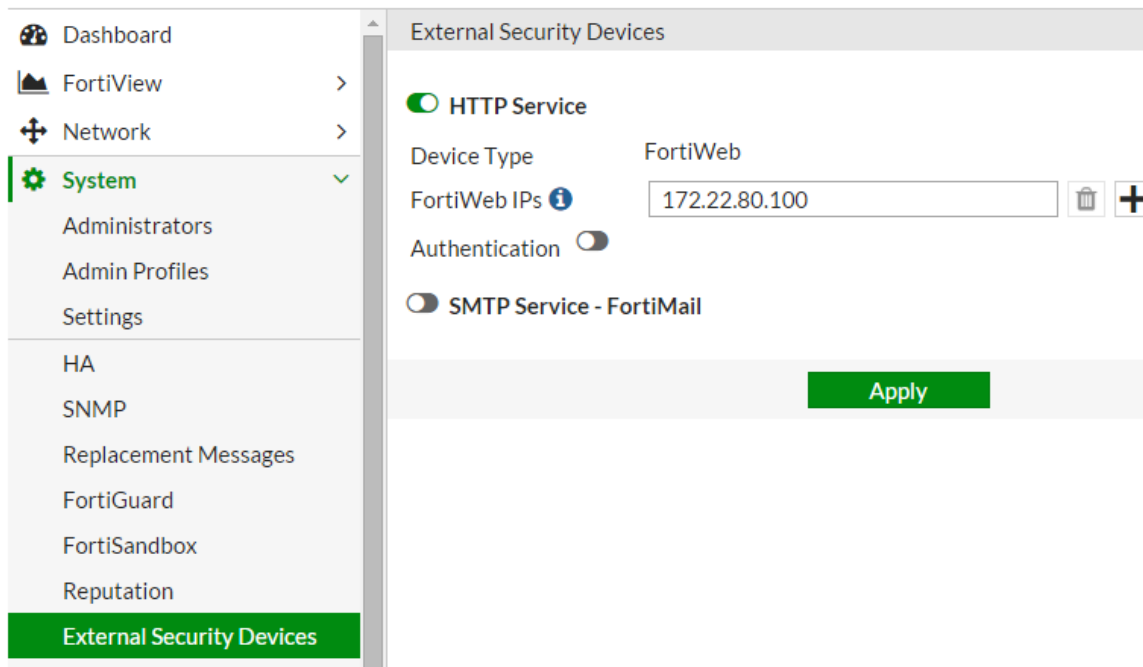 Dashboard
FortiView
Network
System
Administrators
Admin Profiles
Settings
HA
SNMP
Replacement Messages
FortiGuard
FortiSandbox
Reputation
External Security Devices
External Security Devices
HTTP Service
Device Type FortiWeb
FortiWeb IPs 172.22.80.100
Authentication
SMTP Service - FortiMail
Apply